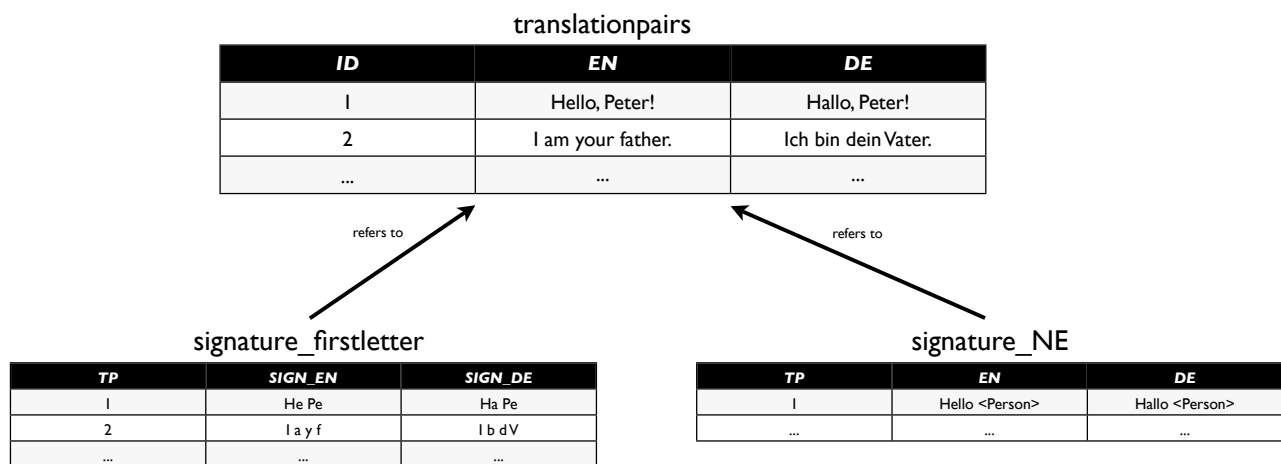 translationpairs
ID EN DE
1 Hello, Peter! Hallo, Peter!
2 I am your father. Ich bin dein Vater.
... ... ...
refers to refers to
signature_firstletter signature_NE
TP SIGN_EN SIGN_DE TP EN DE
1 He Pe Ha Pe 1 Hello <Person> Hallo <Person>
2 I a y f I b d V ... ... ...
... ... ...